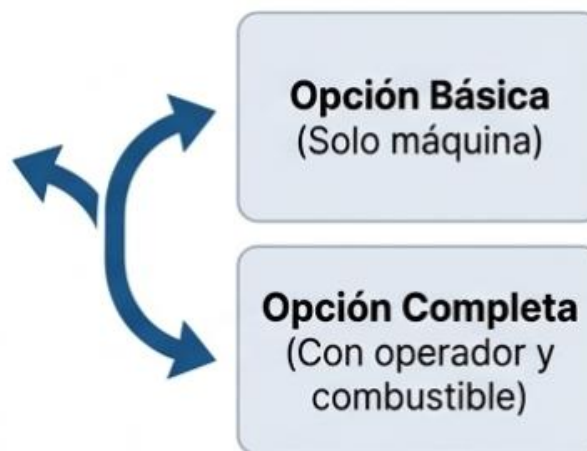 Opción Básica
(Solo máquina)
Opción Completa
(Con operador y
combustible)